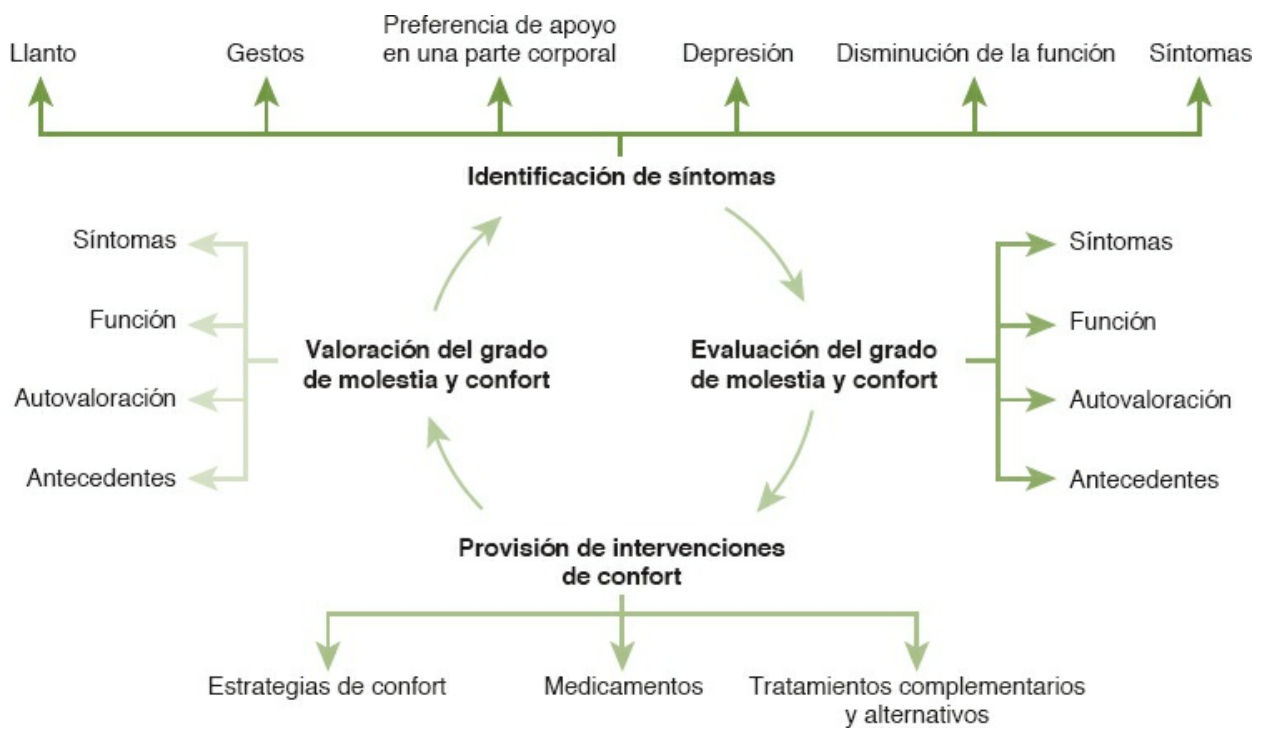 Llanto
Gestos
Preferencia de apoyo
en una parte corporal
Depresión
Disminución de la función
Síntomas
Identificación de síntomas
Síntomas
Función
Autovaloración
Antecedentes
Valoración del grado
de molestia y confort
Evaluación del grado
de molestia y confort
Síntomas
Función
Autovaloración
Antecedentes
Provisión de intervenciones
de confort
Estrategias de confort
Medicamentos
Tratamientos complementarios
y alternativos